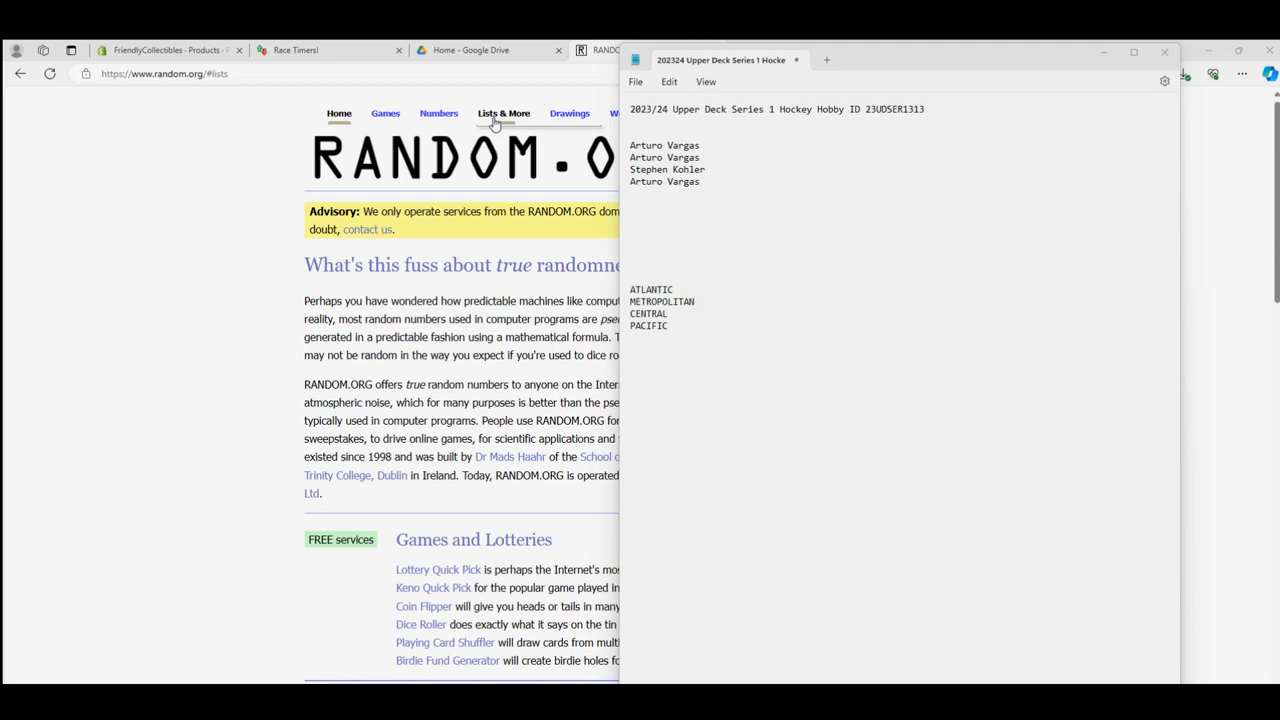 FriendlyCollectibles - Products - F
Race Timers!
Home - Google Drive
RANDO
https://www.random.org/#lists
Home
Games
Numbers
Lists & More
Drawings
W
RANDOM.O
Advisory: We only operate services from the RANDOM.ORG dom
doubt, contact us.
What's this fuss about true randomne
Perhaps you have wondered how predictable machines like comput
reality, most random numbers used in computer programs are pse
generated in a predictable fashion using a mathematical formula. T
may not be random in the way you expect if you're used to dice ro
RANDOM.ORG offers true random numbers to anyone on the Inter
atmospheric noise, which for many purposes is better than the pse
typically used in computer programs. People use RANDOM.ORG for
sweepstakes, to drive online games, for scientific applications and
existed since 1998 and was built by Dr Mads Haahr of the School o
Trinity College, Dublin in Ireland. Today, RANDOM.ORG is operated
Ltd.
FREE services
Games and Lotteries
Lottery Quick Pick is perhaps the Internet's mos
Keno Quick Pick for the popular game played in
Coin Flipper will give you heads or tails in many
Dice Roller does exactly what it says on the tin
Playing Card Shuffler will draw cards from multi
Birdie Fund Generator will create birdie holes fo
202324 Upper Deck Series 1 Hocke
File
Edit
View
2023/24 Upper Deck Series 1 Hockey Hobby ID 23UDSER1313
Arturo Vargas
Arturo Vargas
Stephen Kohler
Arturo Vargas
ATLANTIC
METROPOLITAN
CENTRAL
PACIFIC